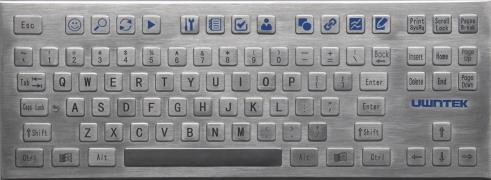 Esc Print SysRq Scroll Lock Pause Break
1 2 3 4 5 6 7 8 9 0 - = \ Back Insert Home Page Up
Tab Q W E R T Y U I O P [ ] Enter Delete End Page Down
Caps Lock A S D F G H J K L Enter UWNTEK
Shift Z X C V B N M Shift
Ctrl Alt Alt Ctrl